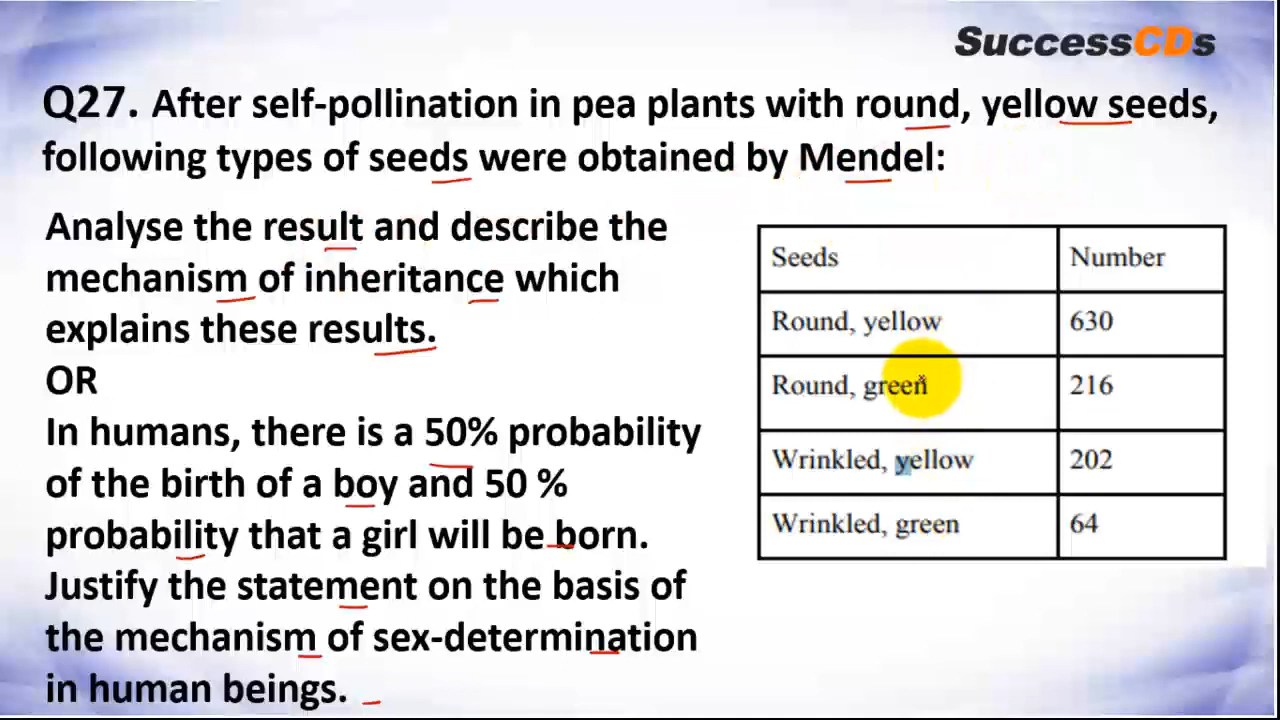 SuccessCDs
Q27. After self-pollination in pea plants with round, yellow seeds,
following types of seeds were obtained by Mendel:
Analyse the result and describe the
mechanism of inheritance which
explains these results.
OR
In humans, there is a 50% probability
of the birth of a boy and 50 %
probability that a girl will be born.
Justify the statement on the basis of
the mechanism of sex-determination
in human beings.
Seeds Number
Round, yellow 630
Round, green 216
Wrinkled, yellow 202
Wrinkled, green 64